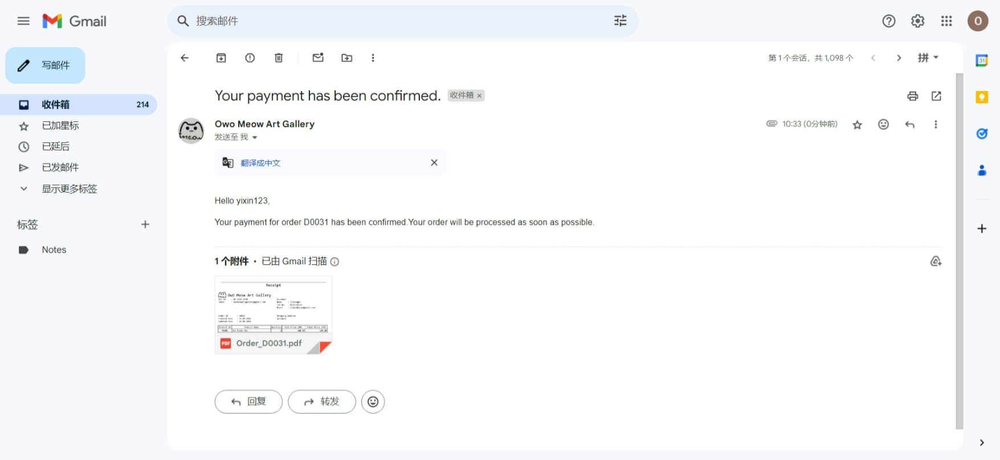 Gmail
搜索邮件
O
写邮件
收件箱 214
已加星标
已延后
已发邮件
显示更多标签
标签
Notes
第 1 个会话，共 1,098 个
拼
31
Your payment has been confirmed. 收件箱 ×
Owo Meow Art Gallery
10:33 (0分钟前)
发送至 我
meow
翻译成中文
Hello yixin123,
Your payment for order D0031 has been confirmed.Your order will be processed as soon as possible.
1 个附件 • 已由 Gmail 扫描
Receipt
OwO Meow Art Gallery
PDF Order_D0031.pdf
回复
转发